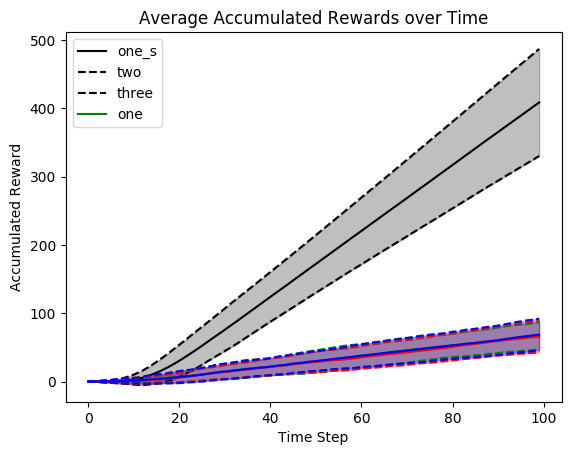 Average Accumulated Rewards over Time
500
400
300
200
100
0
Accumulated Reward
one_s
two
three
one
0 20 40 60 80 100
Time Step